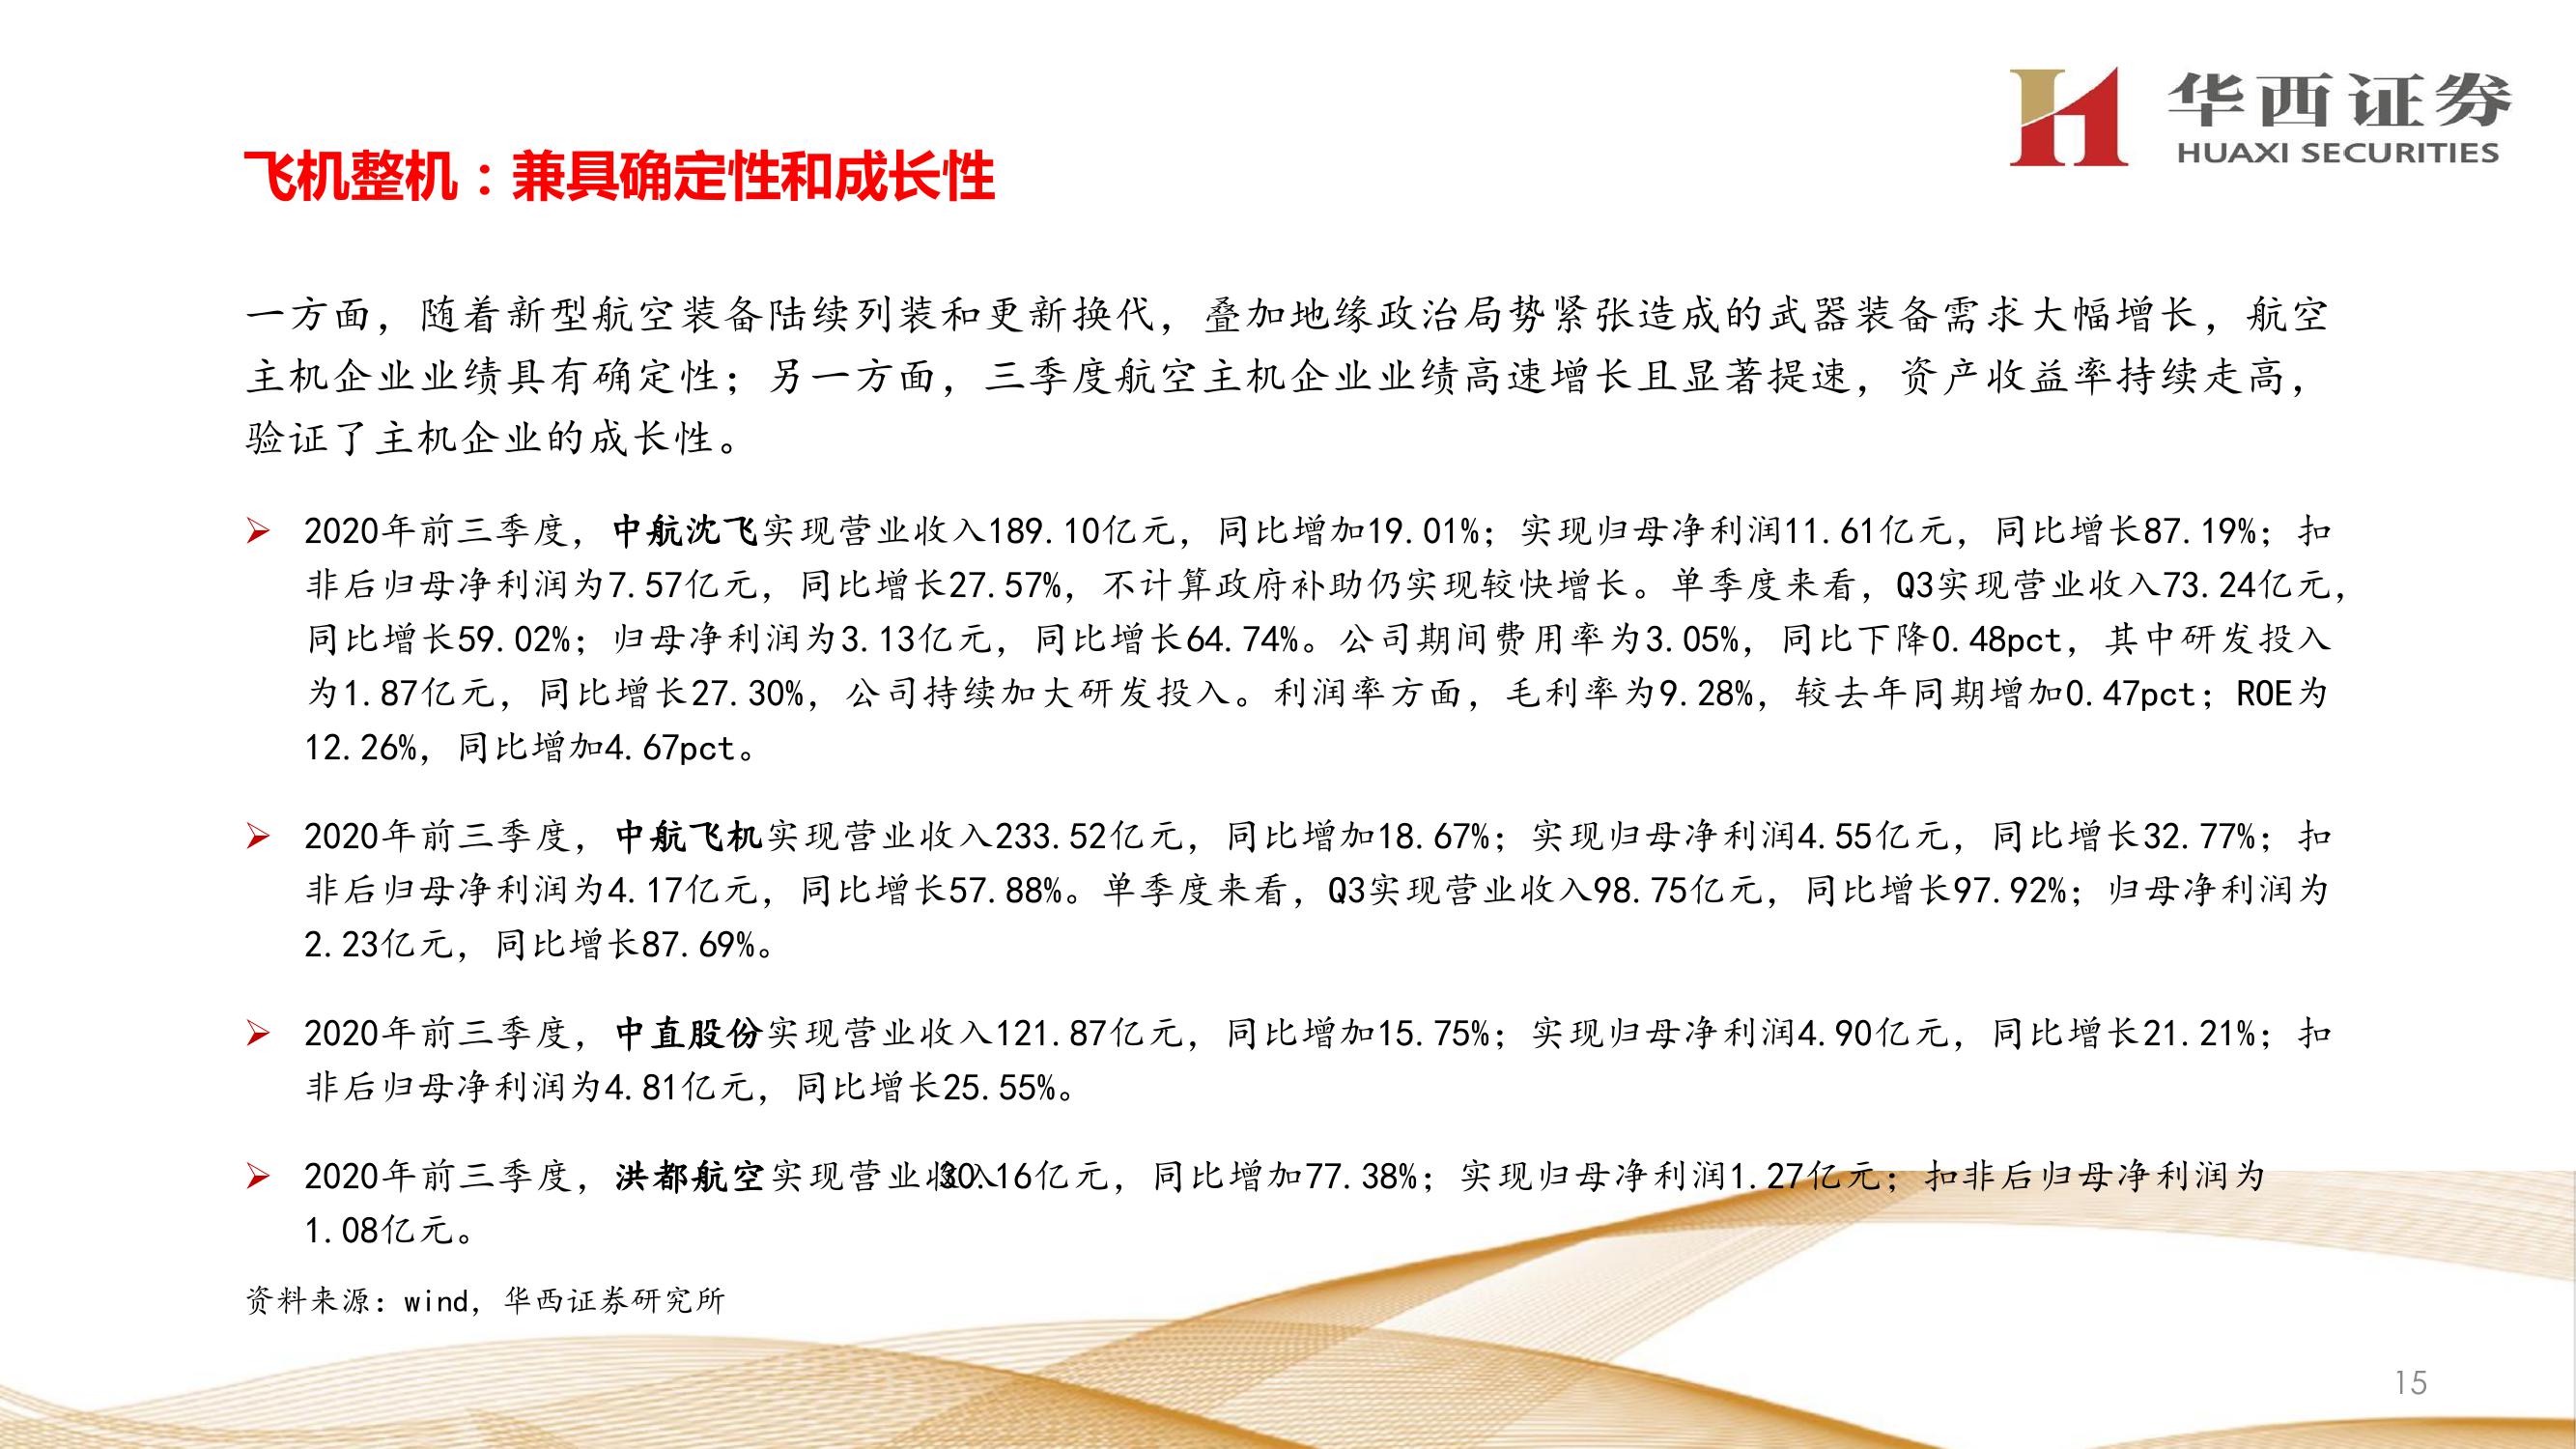 华西证券
HUAXI SECURITIES
飞机整机：兼具确定性和成长性
一方面，随着新型航空装备陆续列装和更新换代，叠加地缘政治局势紧张造成的武器装备需求大幅增长，航空
主机企业业绩具有确定性；另一方面，三季度航空主机企业业绩高速增长且显著提速，资产收益率持续走高，
验证了主机企业的成长性。
➢ 2020年前三季度，中航沈飞实现营业收入189.10亿元，同比增加19.01%；实现归母净利润11.61亿元，同比增长87.19%；扣
非后归母净利润为7.57亿元，同比增长27.57%，不计算政府补助仍实现较快增长。单季度来看，Q3实现营业收入73.24亿元，
同比增长59.02%；归母净利润为3.13亿元，同比增长64.74%。公司期间费用率为3.05%，同比下降0.48pct，其中研发投入
为1.87亿元，同比增长27.30%，公司持续加大研发投入。利润率方面，毛利率为9.28%，较去年同期增加0.47pct；ROE为
12.26%，同比增加4.67pct。
➢ 2020年前三季度，中航飞机实现营业收入233.52亿元，同比增加18.67%；实现归母净利润4.55亿元，同比增长32.77%；扣
非后归母净利润为4.17亿元，同比增长57.88%。单季度来看，Q3实现营业收入98.75亿元，同比增长97.92%；归母净利润为
2.23亿元，同比增长87.69%。
➢ 2020年前三季度，中直股份实现营业收入121.87亿元，同比增加15.75%；实现归母净利润4.90亿元，同比增长21.21%；扣
非后归母净利润为4.81亿元，同比增长25.55%。
➢ 2020年前三季度，洪都航空实现营业收入30.16亿元，同比增加77.38%；实现归母净利润1.27亿元；扣非后归母净利润为
1.08亿元。
资料来源：wind，华西证券研究所
15